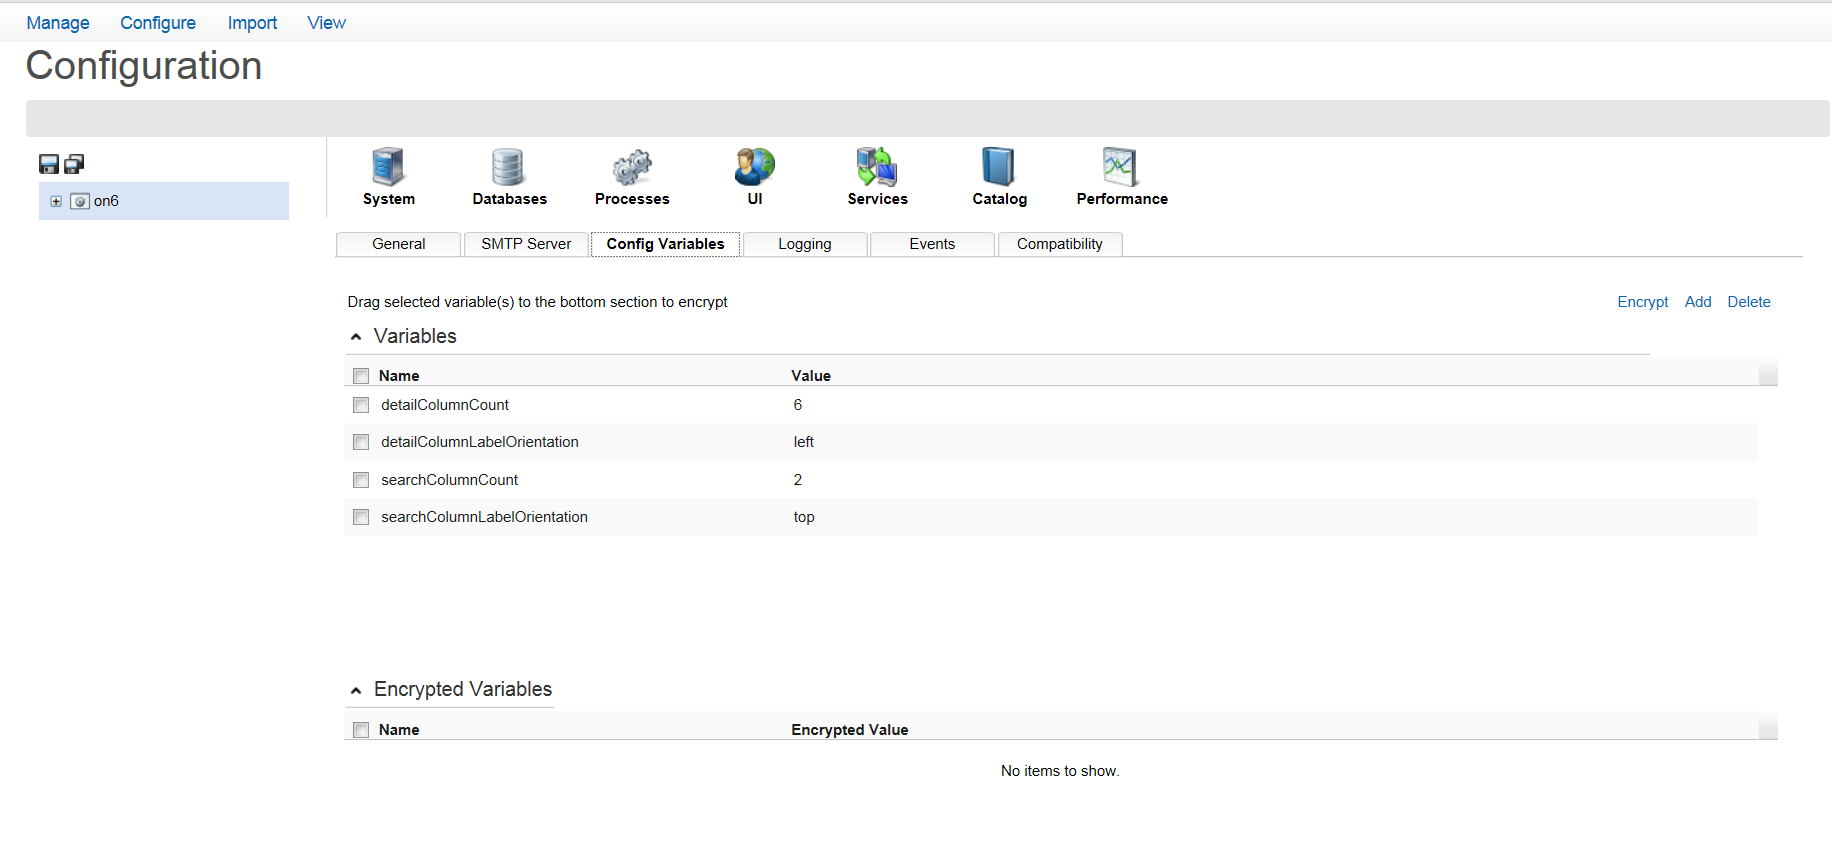 Manage Configure Import View
Configuration
on6
System Databases Processes UI Services Catalog Performance
General SMTP Server Config Variables Logging Events Compatibility
Drag selected variable(s) to the bottom section to encrypt Encrypt Add Delete
Variables
Name Value
detailColumnCount 6
detailColumnLabelOrientation left
searchColumnCount 2
searchColumnLabelOrientation top
Encrypted Variables
Name Encrypted Value
No items to show.